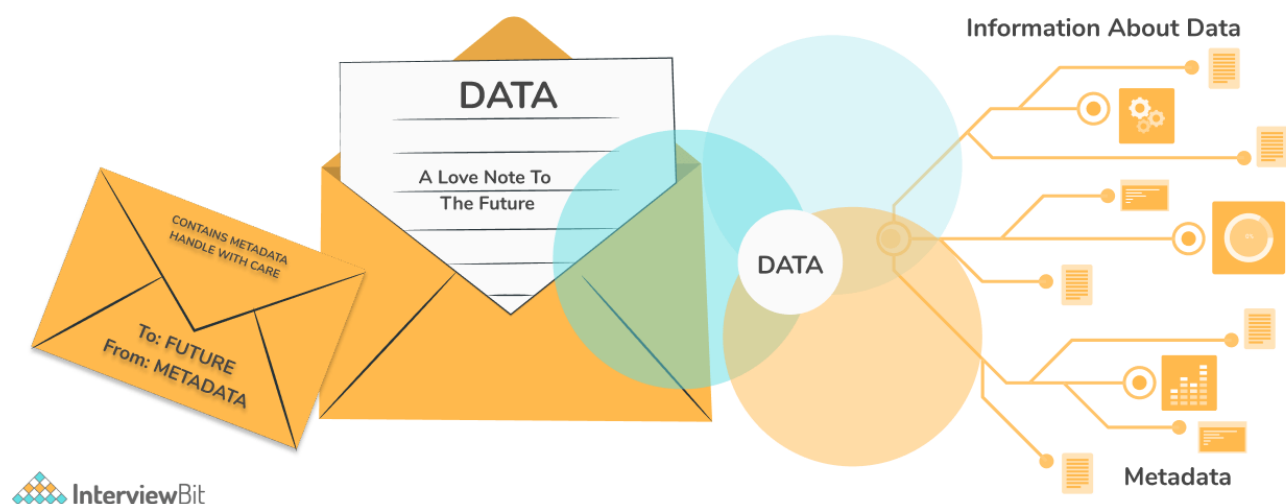 Information About Data
DATA
A Love Note To
The Future
CONTAINS METADATA
HANDLE WITH CARE
To: FUTURE
From: METADATA
DATA
Metadata
InterviewBit